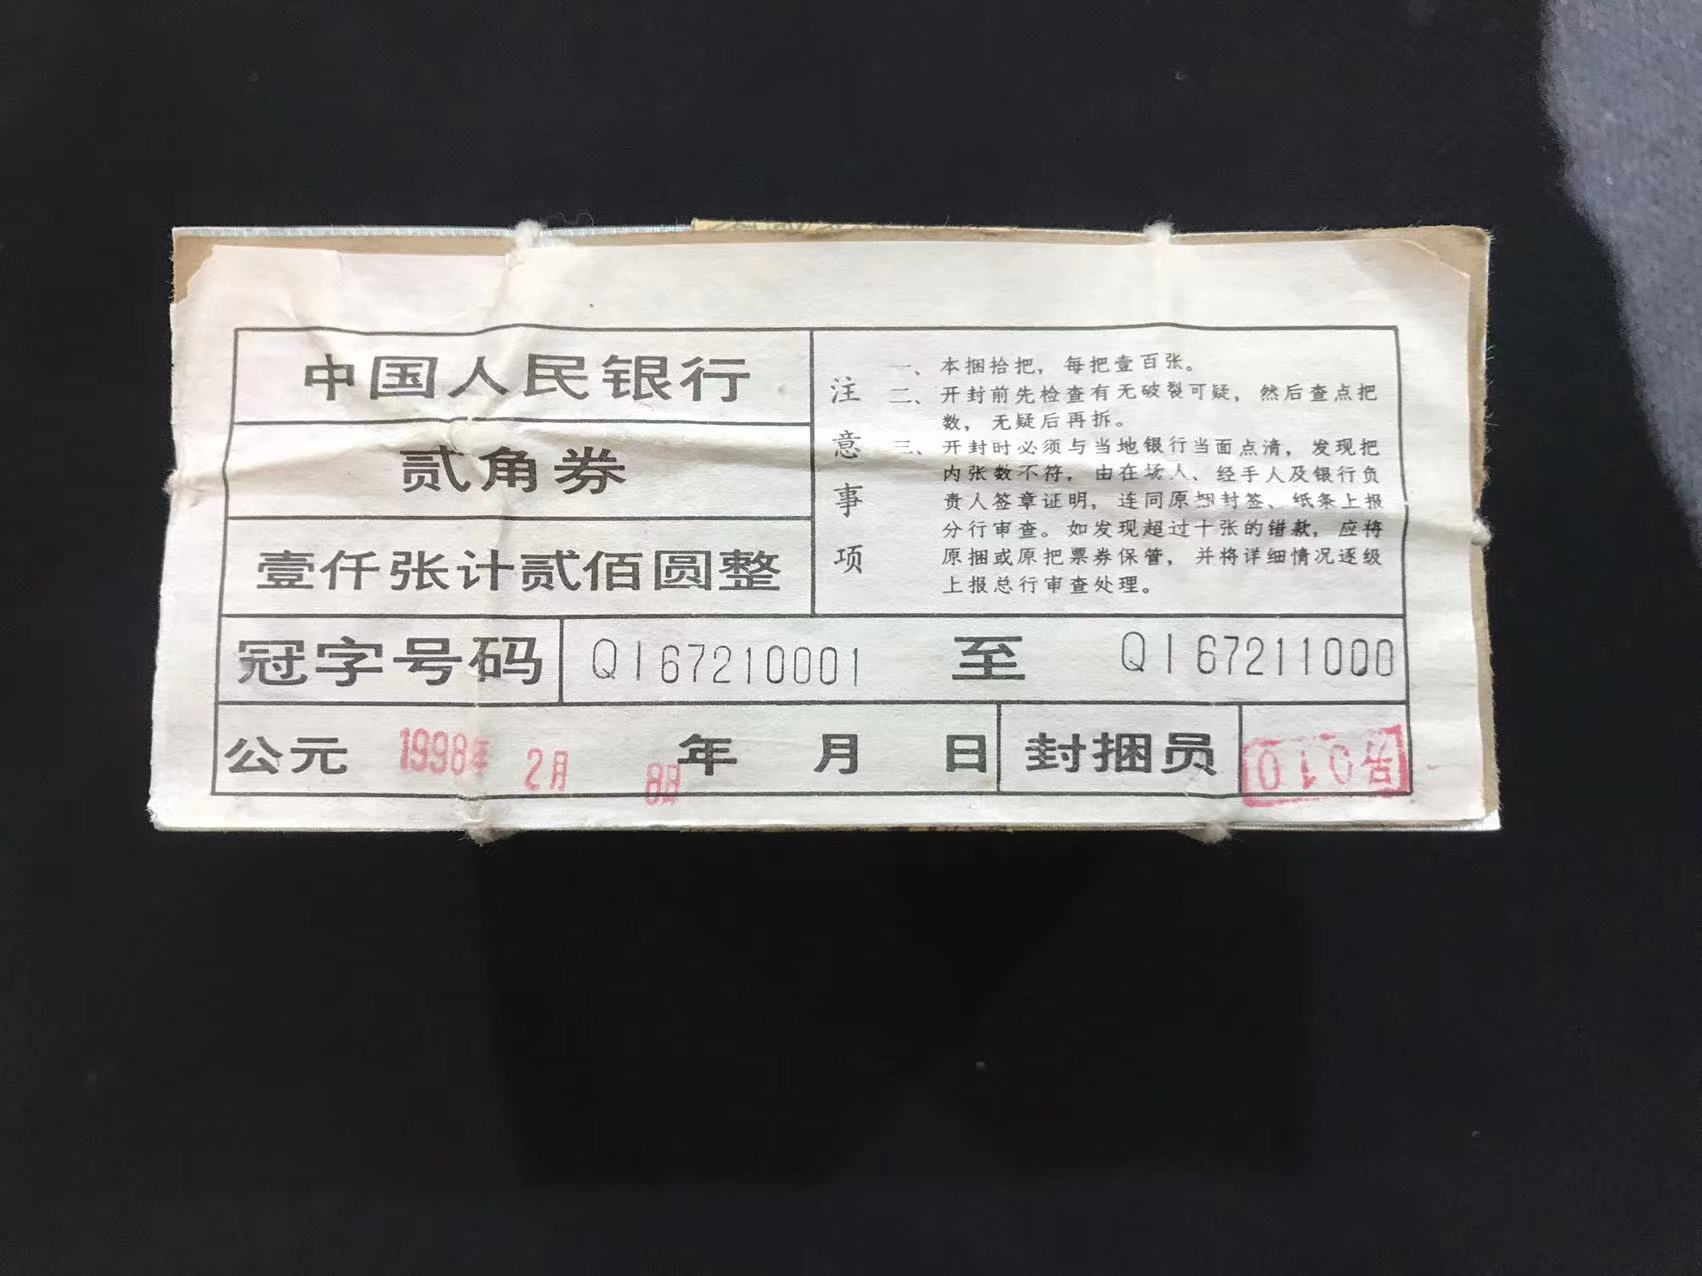 中国人民银行
贰角券
壹仟张计贰佰圆整
注意事项
一、本捆拾把，每把壹百张。
二、开封前先检查有无破裂可疑，然后查点把
数，无疑后再拆。
三、开封时必须与当地银行当面点清，发现把
内张数不符，由在场人、经手人及银行负
责人签章证明，连同原捆封签、纸条上报
分行审查。如发现超过十张的错款，应将
原捆或原把票券保管，并将详细情况逐级
上报总行审查处理。
冠字号码 QI67210001 至 QI67211000
公元 1998年 2月 8日 年 月 日 封捆员 010